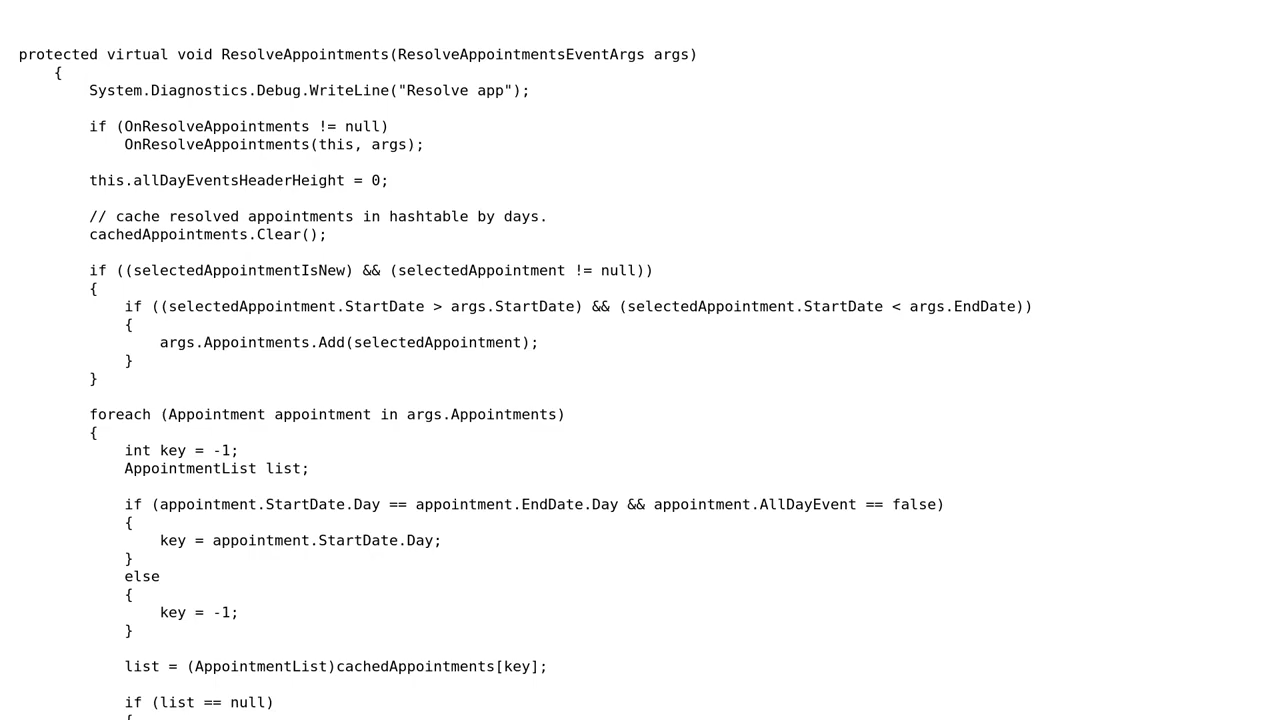 protected virtual void ResolveAppointments(ResolveAppointmentsEventArgs args)
    {
        System.Diagnostics.Debug.WriteLine("Resolve app");

        if (OnResolveAppointments != null)
            OnResolveAppointments(this, args);

        this.allDayEventsHeaderHeight = 0;

        // cache resolved appointments in hashtable by days.
        cachedAppointments.Clear();

        if ((selectedAppointmentIsNew) && (selectedAppointment != null))
        {
            if ((selectedAppointment.StartDate > args.StartDate) && (selectedAppointment.StartDate < args.EndDate))
            {
                args.Appointments.Add(selectedAppointment);
            }
        }

        foreach (Appointment appointment in args.Appointments)
        {
            int key = -1;
            AppointmentList list;

            if (appointment.StartDate.Day == appointment.EndDate.Day && appointment.AllDayEvent == false)
            {
                key = appointment.StartDate.Day;
            }
            else
            {
                key = -1;
            }

            list = (AppointmentList)cachedAppointments[key];

            if (list == null)
            {